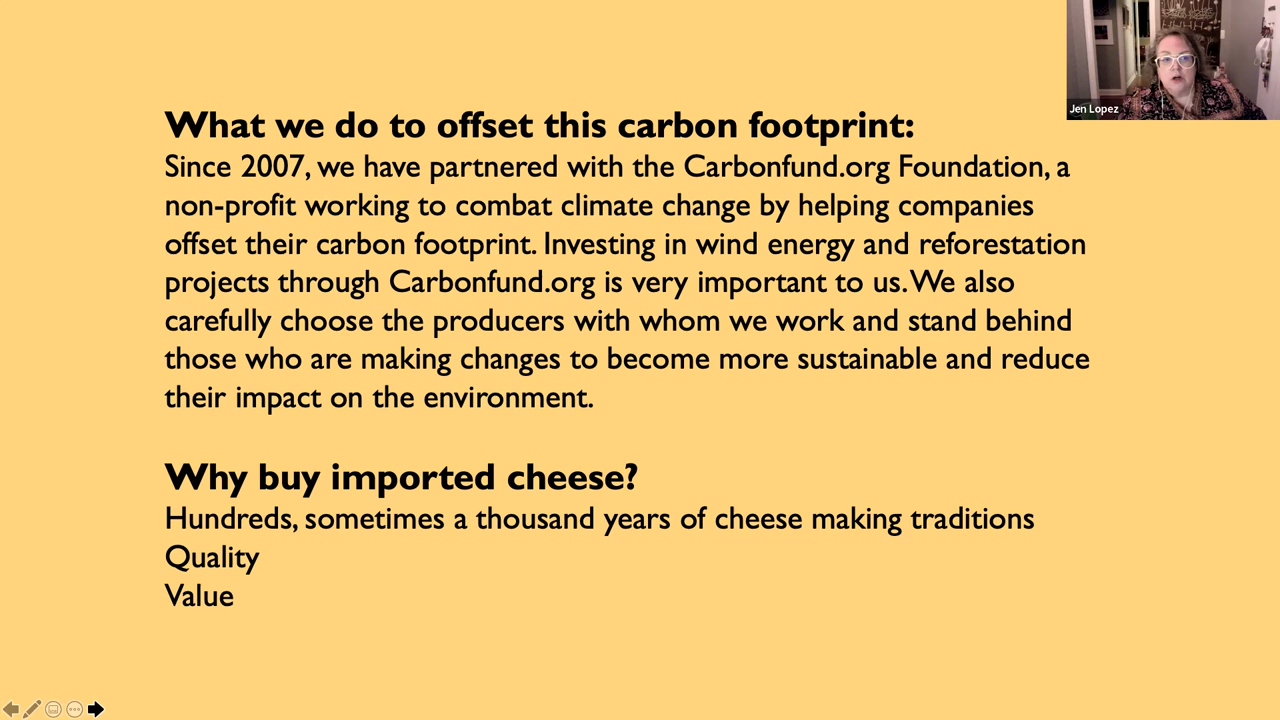 Jen Lopez
What we do to offset this carbon footprint:
Since 2007, we have partnered with the Carbonfund.org Foundation, a
non-profit working to combat climate change by helping companies
offset their carbon footprint. Investing in wind energy and reforestation
projects through Carbonfund.org is very important to us. We also
carefully choose the producers with whom we work and stand behind
those who are making changes to become more sustainable and reduce
their impact on the environment.
Why buy imported cheese?
Hundreds, sometimes a thousand years of cheese making traditions
Quality
Value